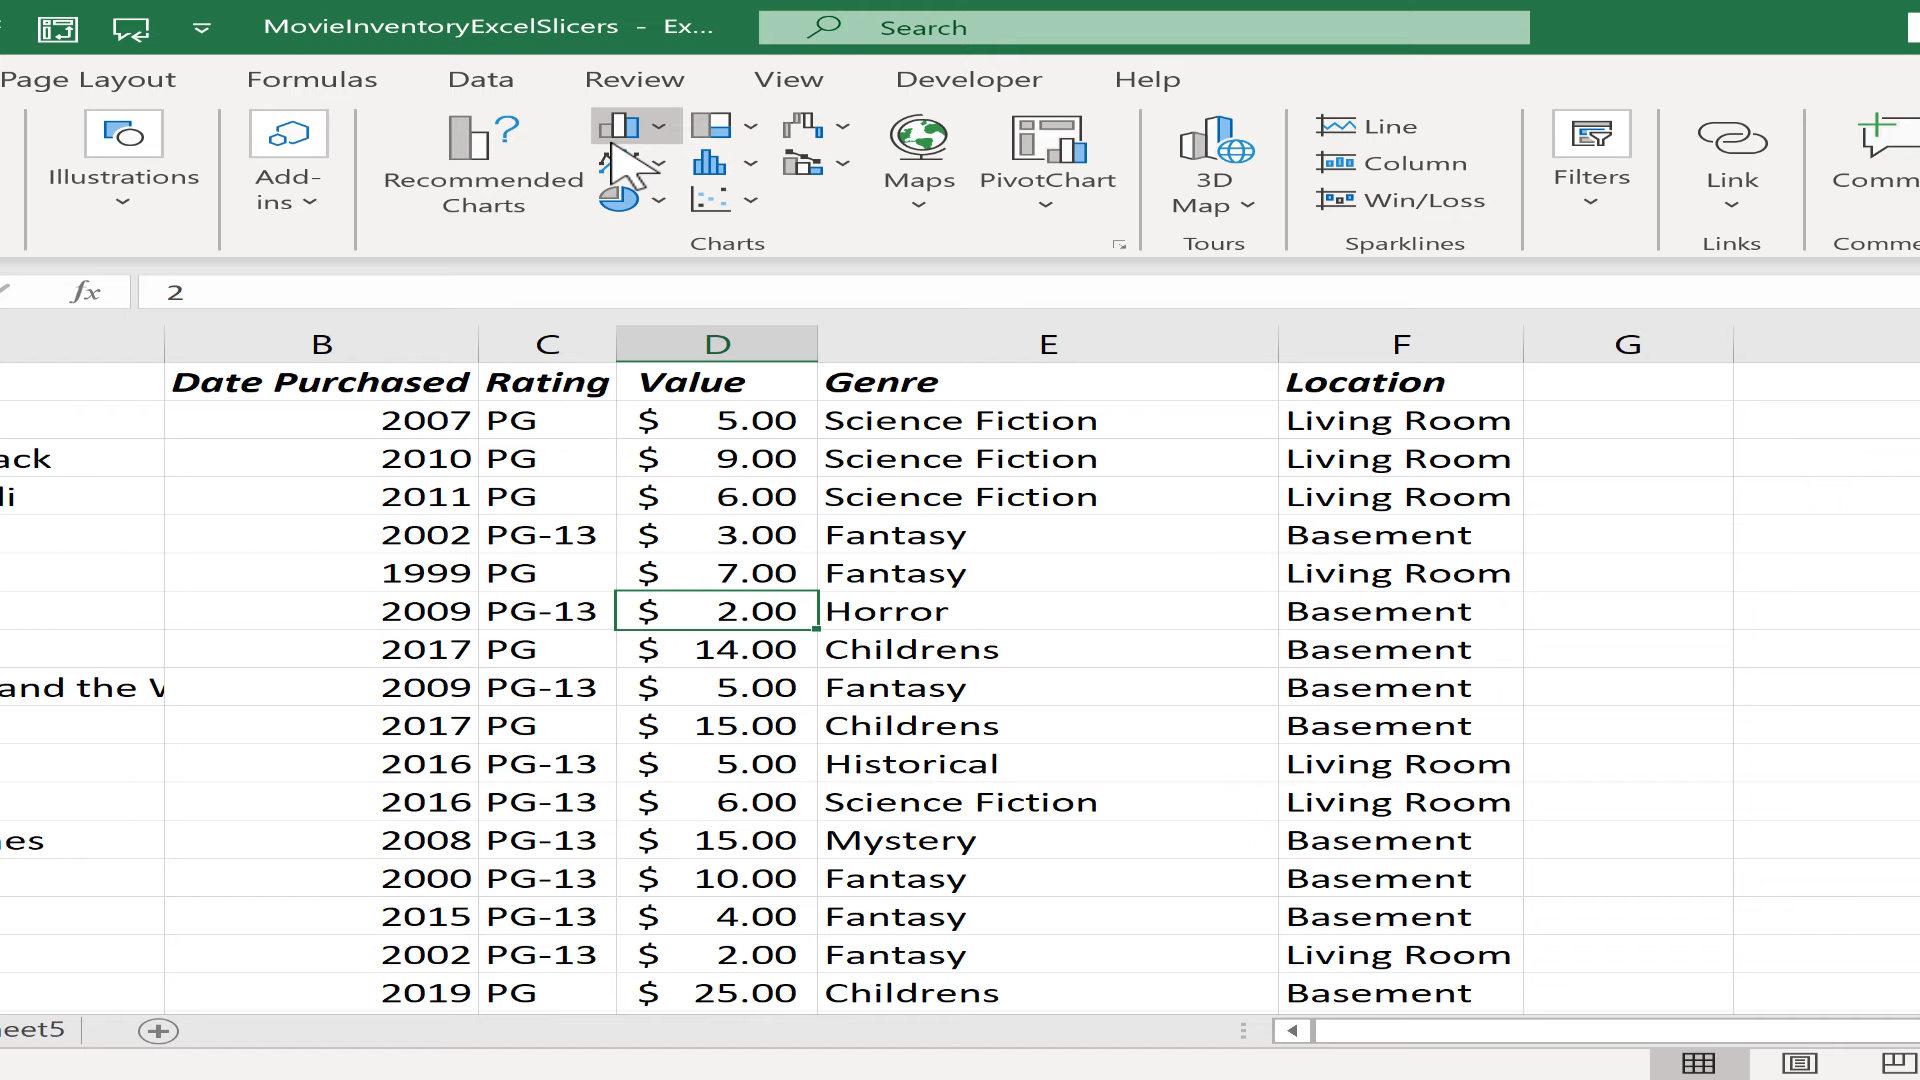 MovieInventoryExcelSlicers - Ex...
Search
Page Layout Formulas Data Review View Developer Help
Illustrations
Add-ins
Recommended Charts
Maps
PivotChart
3D Map
Line
Column
Win/Loss
Filters
Link
Comm
Charts
Tours
Sparklines
Links
Comme
fx 2
B C D E F G
Date Purchased Rating Value Genre Location
2007 PG $ 5.00 Science Fiction Living Room
ack 2010 PG $ 9.00 Science Fiction Living Room
li 2011 PG $ 6.00 Science Fiction Living Room
2002 PG-13 $ 3.00 Fantasy Basement
1999 PG $ 7.00 Fantasy Living Room
2009 PG-13 $ 2.00 Horror Basement
2017 PG $ 14.00 Childrens Basement
and the 2009 PG-13 $ 5.00 Fantasy Basement
2017 PG $ 15.00 Childrens Basement
2016 PG-13 $ 5.00 Historical Living Room
2016 PG-13 $ 6.00 Science Fiction Living Room
nes 2008 PG-13 $ 15.00 Mystery Basement
2000 PG-13 $ 10.00 Fantasy Basement
2015 PG-13 $ 4.00 Fantasy Basement
2002 PG-13 $ 2.00 Fantasy Living Room
2019 PG $ 25.00 Childrens Basement
eet5